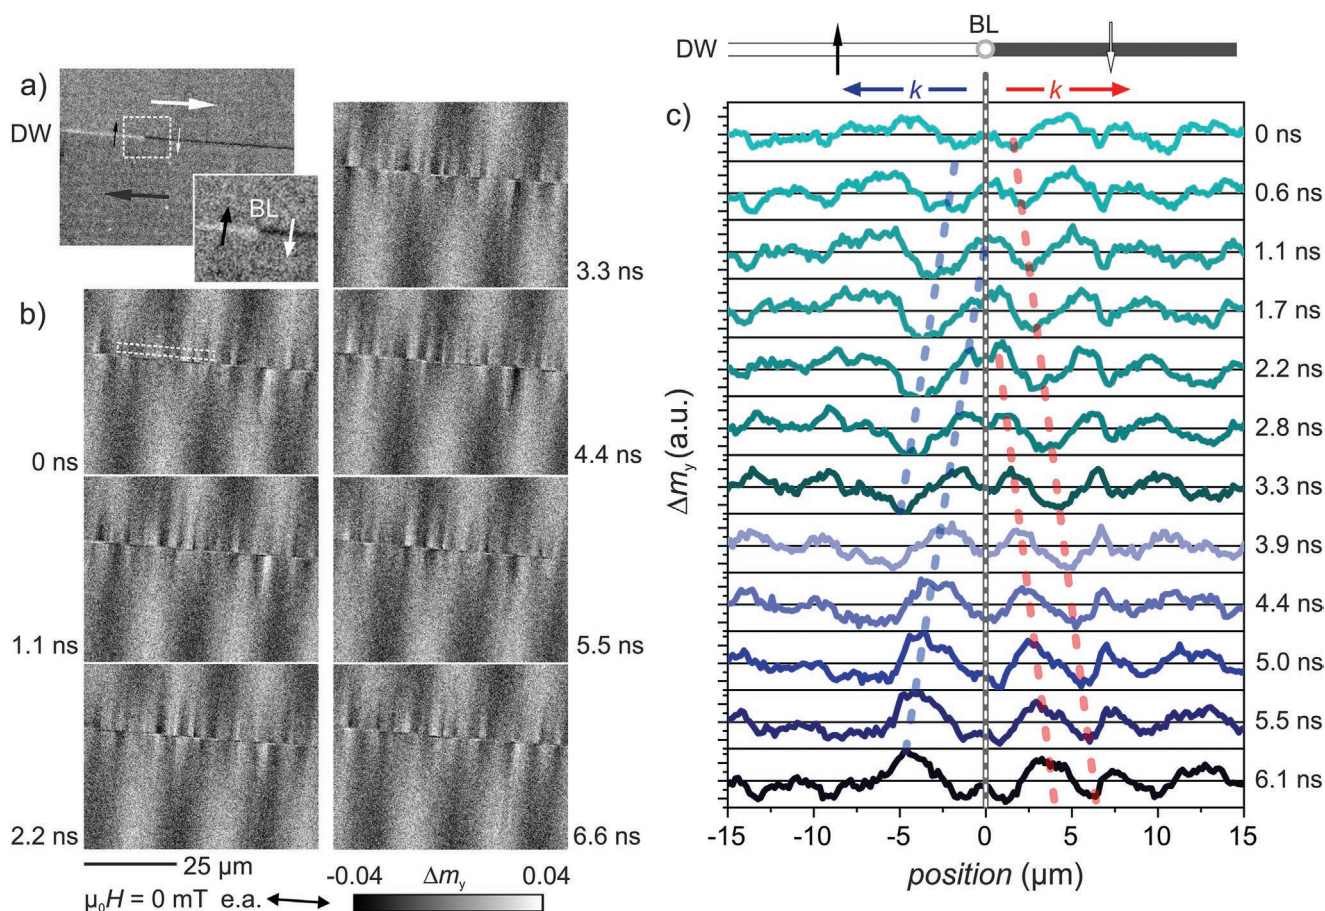 a)
DW
BL
3.3 ns
b)
0 ns
4.4 ns
1.1 ns
5.5 ns
2.2 ns
6.6 ns
25 µm
-0.04 Δmy 0.04
µ0H = 0 mT e.a.
BL
DW
k k
c)
0 ns
0.6 ns
1.1 ns
1.7 ns
2.2 ns
2.8 ns
3.3 ns
3.9 ns
4.4 ns
5.0 ns
5.5 ns
6.1 ns
Δmy (a.u.)
-15 -10 -5 0 5 10 15
position (µm)